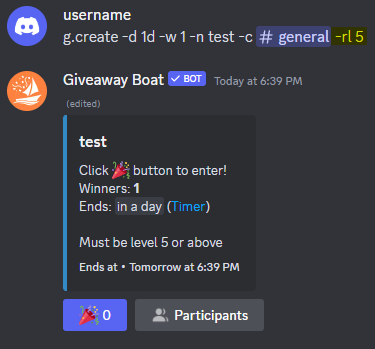 username
g.create -d 1d -w 1 -n test -c # general -rl 5
Giveaway Boat ✓ BOT Today at 6:39 PM
(edited)
test
Click 🎉 button to enter!
Winners: 1
Ends: in a day (Timer)
Must be level 5 or above
Ends at • Tomorrow at 6:39 PM
🎉 0 Participants